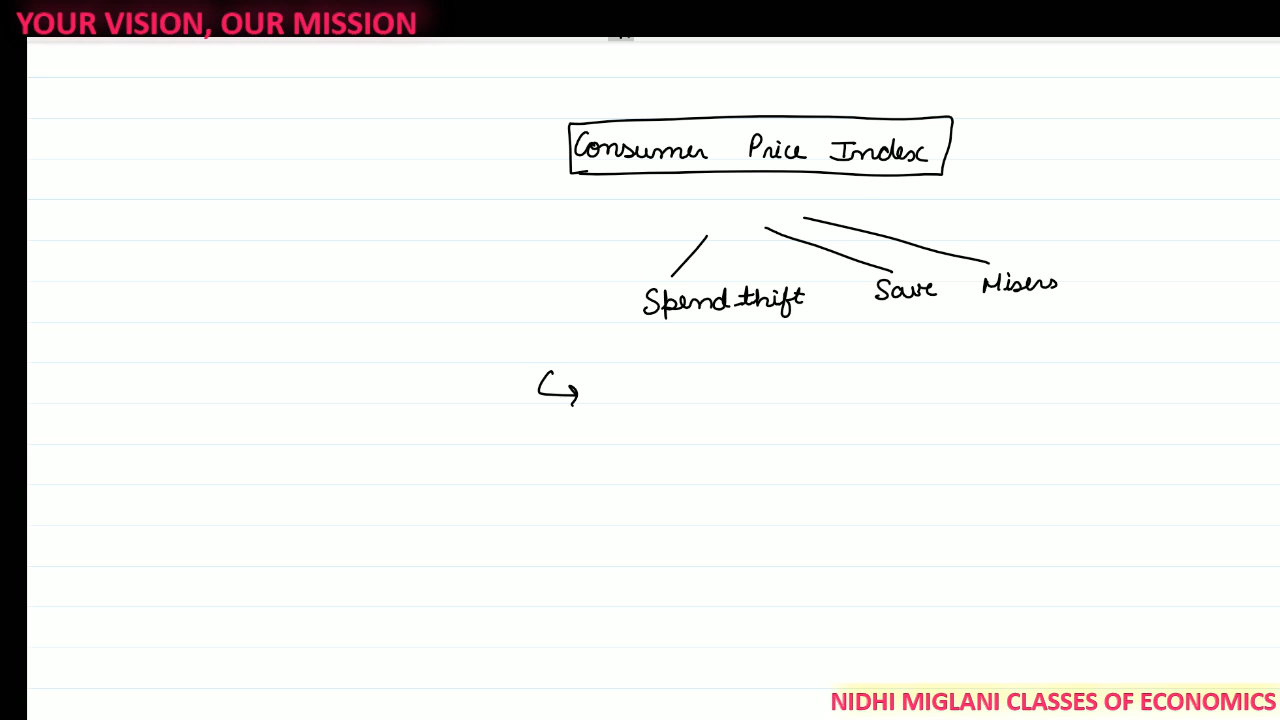 YOUR VISION, OUR MISSION
Consumer Price Index
Spend thift Save Misers
NIDHI MIGLANI CLASSES OF ECONOMICS